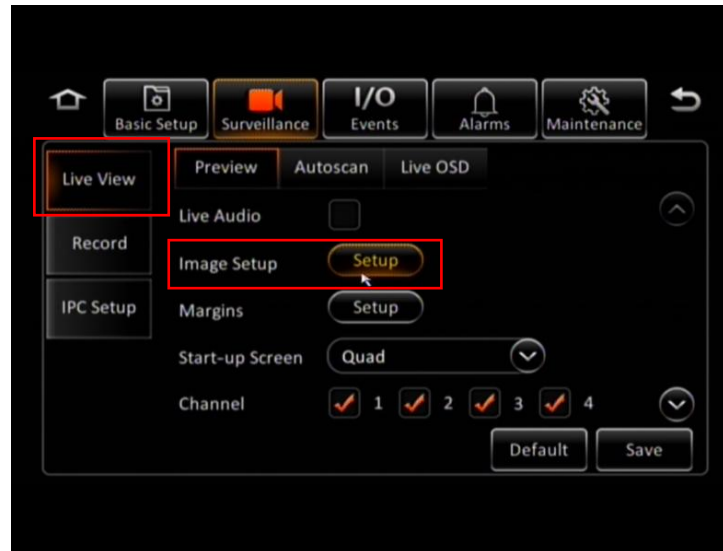 I/O
Basic Setup Surveillance Events Alarms Maintenance
Live View Preview Autoscan Live OSD
Live Audio
Record
Image Setup Setup
IPC Setup Margins Setup
Start-up Screen Quad
Channel 1 2 3 4
Default Save